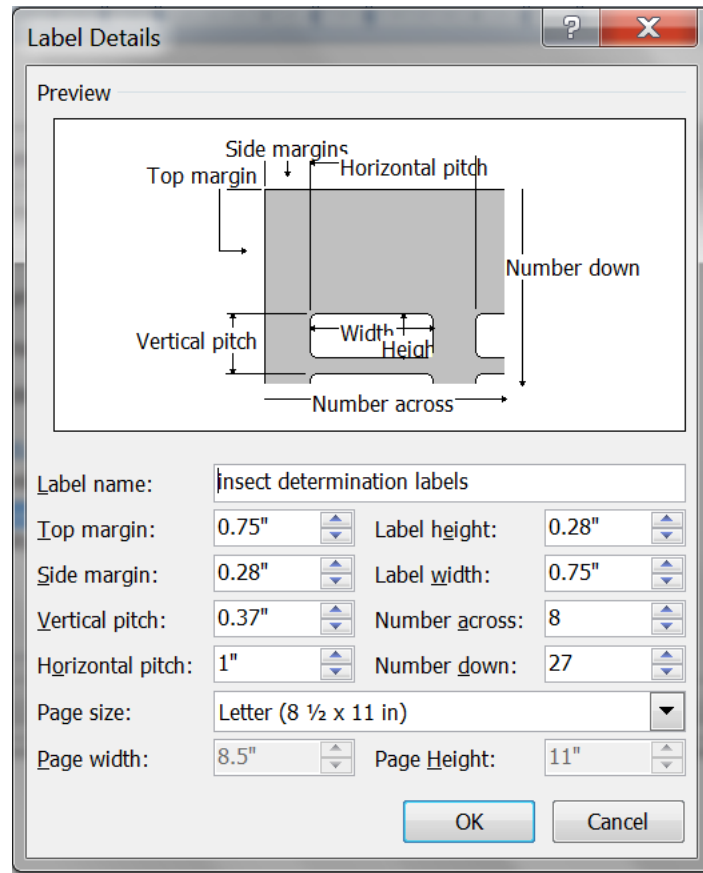 Label Details
?
X
Preview
Side margins
Top margin
Horizontal pitch
Number down
Vertical pitch
Width
Heigh
Number across
Label name: insect determination labels
Top margin: 0.75" Label height: 0.28"
Side margin: 0.28" Label width: 0.75"
Vertical pitch: 0.37" Number across: 8
Horizontal pitch: 1" Number down: 27
Page size: Letter (8 ½ x 11 in)
Page width: 8.5" Page Height: 11"
OK Cancel